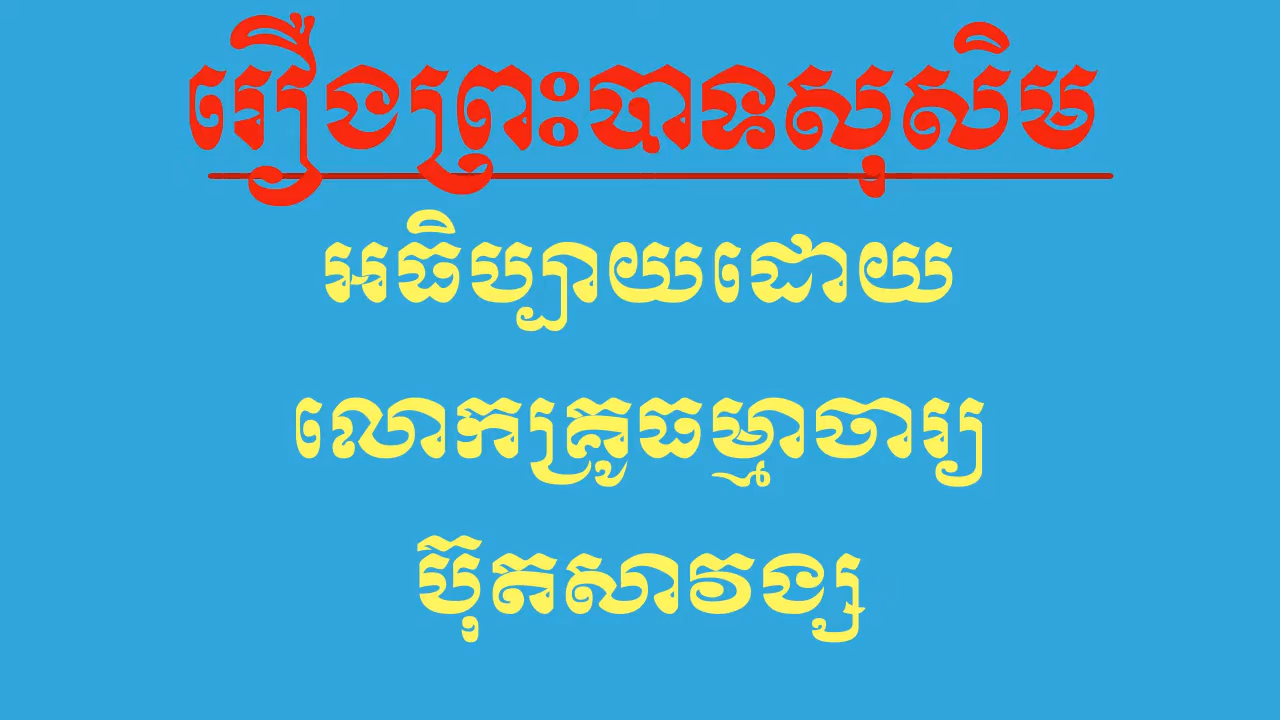 រឿងព្រះបាទសុសិម
អធិប្បាយដោយ
លោកគ្រូធម្មាចារ្យ
ប៊ុតសាវង្ស